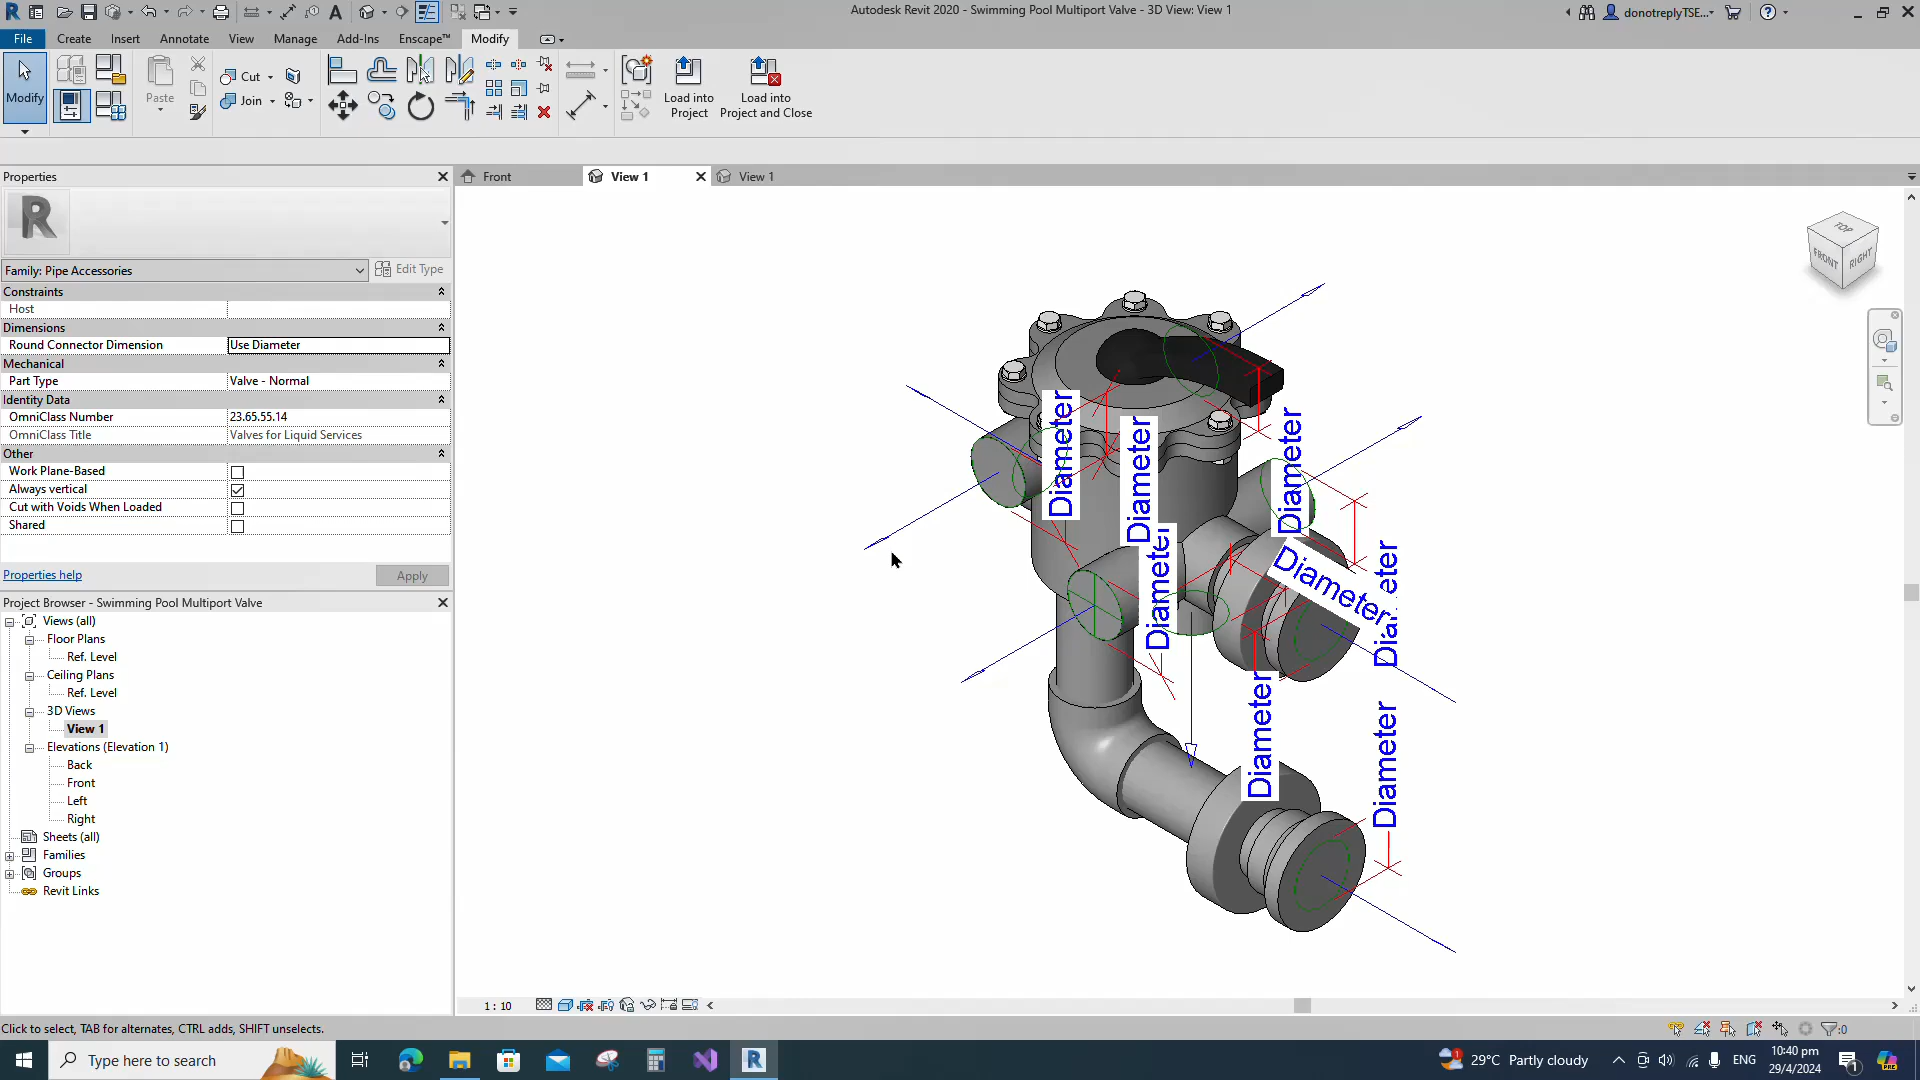 Autodesk Revit 2020 - Swimming Pool Multiport Valve - 3D View: View 1
donotreplyTSE...
File
Create
Insert
Annotate
View
Manage
Add-Ins
Enscape™
Modify
Modify
Paste
Cut
Join
Load into
Project
Load into
Project and Close
Properties
Front
View 1
View 1
Family: Pipe Accessories
Edit Type
Constraints
Host
Dimensions
Round Connector Dimension
Use Diameter
Mechanical
Part Type
Valve - Normal
Identity Data
OmniClass Number
23.65.55.14
OmniClass Title
Valves for Liquid Services
Other
Work Plane-Based
Always vertical
Cut with Voids When Loaded
Shared
Properties help
Apply
Project Browser - Swimming Pool Multiport Valve
Views (all)
Floor Plans
Ref. Level
Ceiling Plans
Ref. Level
3D Views
View 1
Elevations (Elevation 1)
Back
Front
Left
Right
Sheets (all)
Families
Groups
Revit Links
TOP
FRONT
RIGHT
Diameter
Diameter
Diameter
Diameter
Diameter
Diameter
Diameter
Diameter
1 : 10
Click to select, TAB for alternates, CTRL adds, SHIFT unselects.
:0
Type here to search
29°C Partly cloudy
ENG
10:40 pm
29/4/2024